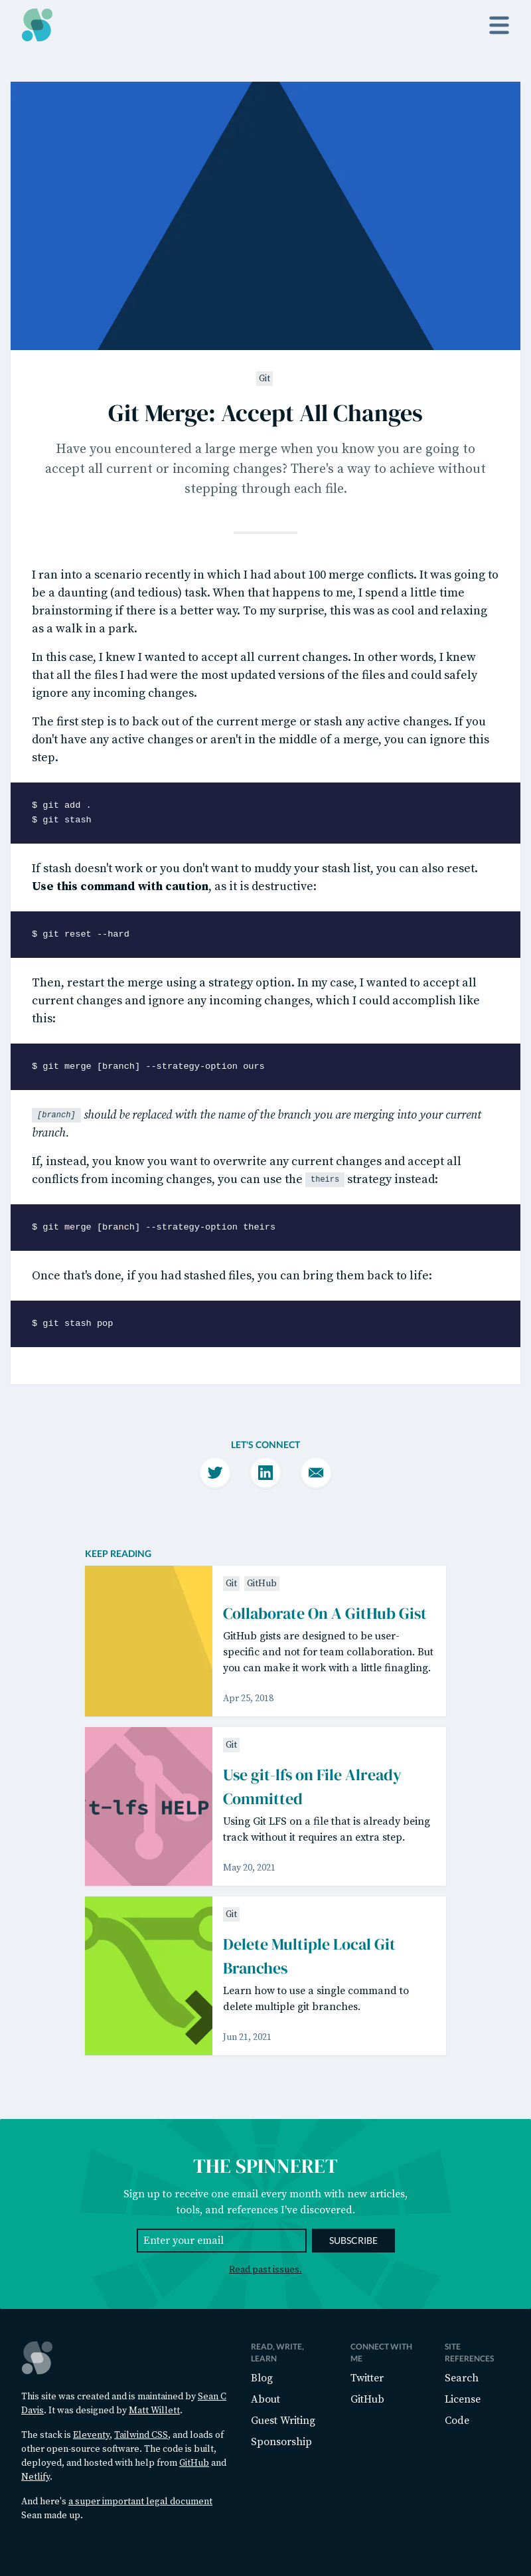 Git
Git Merge: Accept All Changes
Have you encountered a large merge when you know you are going to
accept all current or incoming changes? There's a way to achieve without
stepping through each file.
I ran into a scenario recently in which I had about 100 merge conflicts. It was going to
be a daunting (and tedious) task. When that happens to me, I spend a little time
brainstorming if there is a better way. To my surprise, this was as cool and relaxing
as a walk in a park.
In this case, I knew I wanted to accept all current changes. In other words, I knew
that all the files I had were the most updated versions of the files and could safely
ignore any incoming changes.
The first step is to back out of the current merge or stash any active changes. If you
don't have any active changes or aren't in the middle of a merge, you can ignore this
step.
$ git add .
$ git stash
If stash doesn't work or you don't want to muddy your stash list, you can also reset.
Use this command with caution, as it is destructive:
$ git reset --hard
Then, restart the merge using a strategy option. In my case, I wanted to accept all
current changes and ignore any incoming changes, which I could accomplish like
this:
$ git merge [branch] --strategy-option ours
[branch] should be replaced with the name of the branch you are merging into your current
branch.
If, instead, you know you want to overwrite any current changes and accept all
conflicts from incoming changes, you can use the theirs strategy instead:
$ git merge [branch] --strategy-option theirs
Once that's done, if you had stashed files, you can bring them back to life:
$ git stash pop
LET'S CONNECT
KEEP READING
Git GitHub
Collaborate On A GitHub Gist
GitHub gists are designed to be user-
specific and not for team collaboration. But
you can make it work with a little finagling.
Apr 25, 2018
t-lfs HELP
Git
Use git-lfs on File Already
Committed
Using Git LFS on a file that is already being
track without it requires an extra step.
May 20, 2021
Git
Delete Multiple Local Git
Branches
Learn how to use a single command to
delete multiple git branches.
Jun 21, 2021
THE SPINNERET
Sign up to receive one email every month with new articles,
tools, and references I've discovered.
Enter your email
SUBSCRIBE
Read past issues.
This site was created and is maintained by Sean C
Davis. It was designed by Matt Willett.
The stack is Eleventy, Tailwind CSS, and loads of
other open-source software. The code is built,
deployed, and hosted with help from GitHub and
Netlify.
And here's a super important legal document
Sean made up.
READ, WRITE,
LEARN
Blog
About
Guest Writing
Sponsorship
CONNECT WITH
ME
Twitter
GitHub
SITE
REFERENCES
Search
License
Code